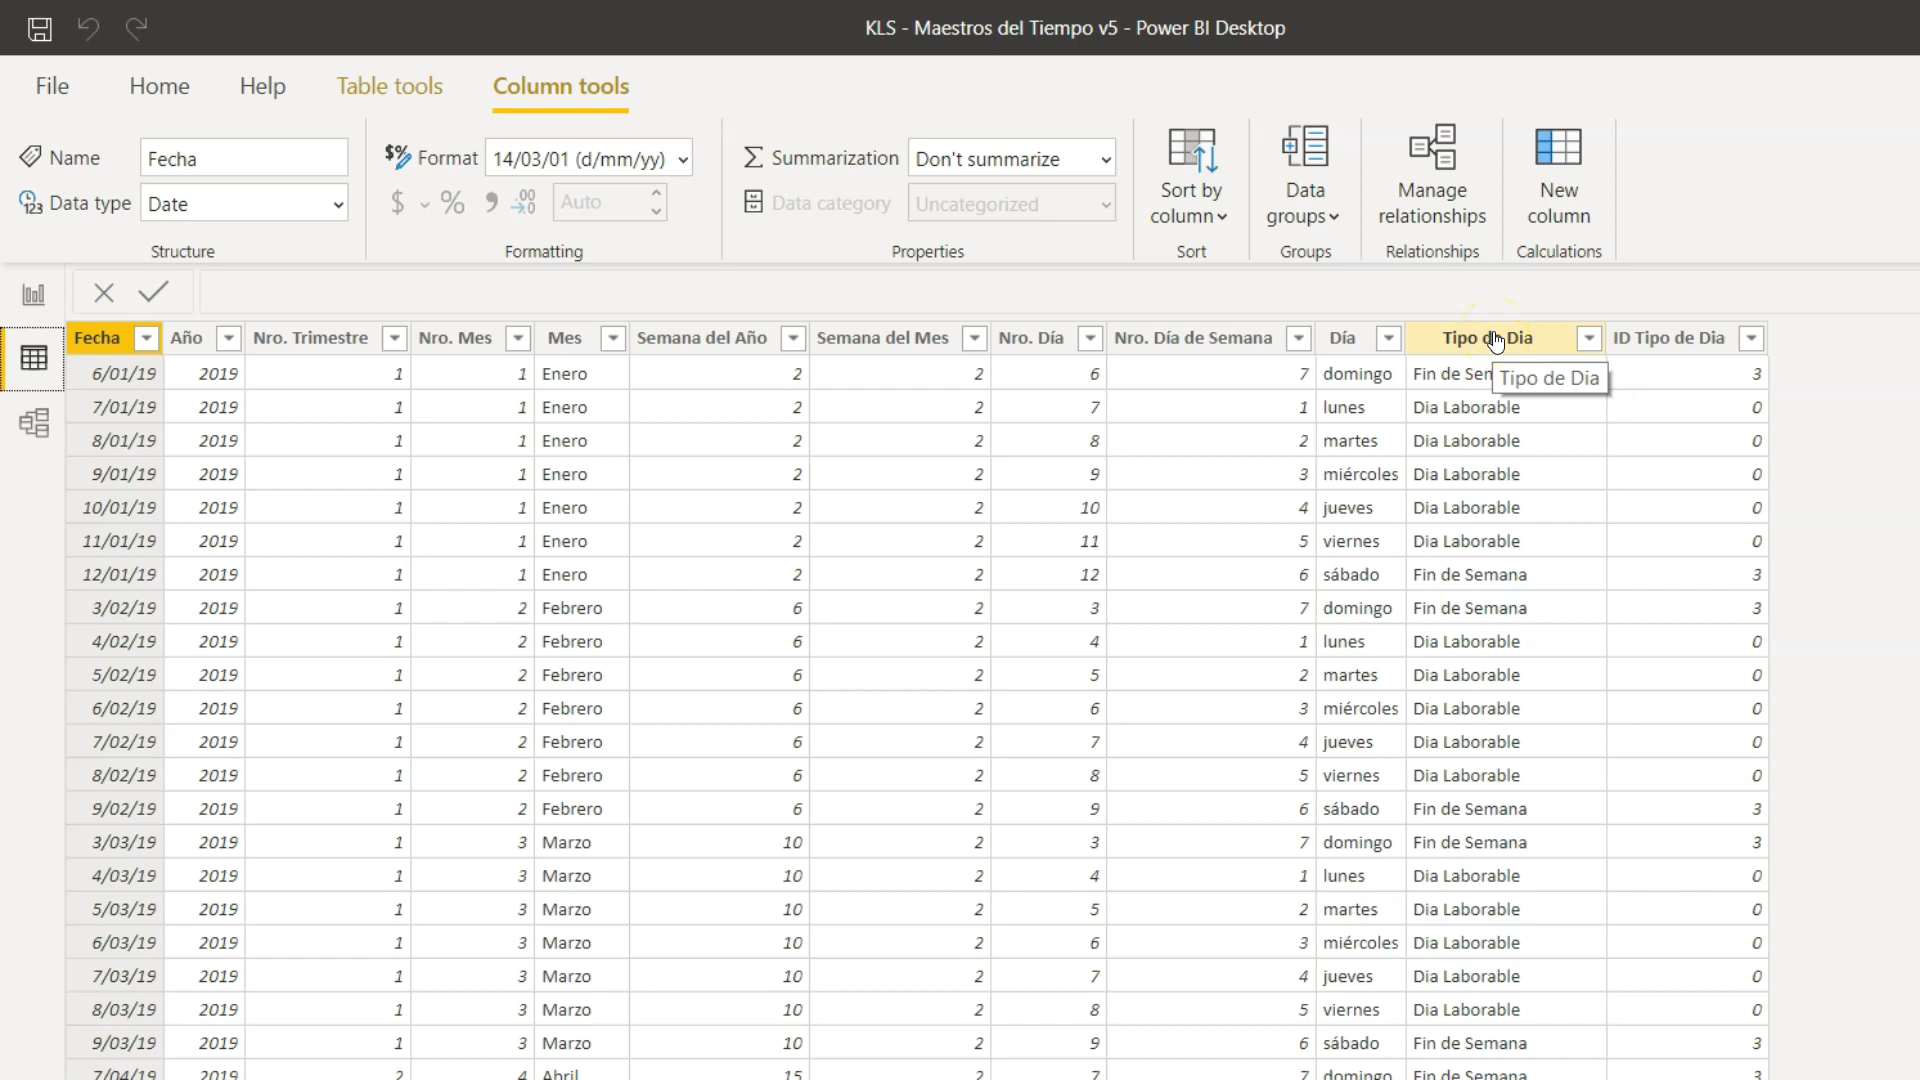 KLS - Maestros del Tiempo v5 - Power BI Desktop
File Home Help Table tools Column tools
Name Fecha
Data type Date
Structure
$% Format 14/03/01 (d/mm/yy)
$ % Auto
Formatting
Summarization Don't summarize
Data category Uncategorized
Properties
Sort by
column
Sort
Data
groups
Groups
Manage
relationships
Relationships
New
column
Calculations
Fecha Año Nro. Trimestre Nro. Mes Mes Semana del Año Semana del Mes Nro. Día Nro. Día de Semana Día Tipo de Dia ID Tipo de Dia
6/01/19 2019 1 1 Enero 2 2 6 7 domingo Fin de Sem 3
Tipo de Dia
7/01/19 2019 1 1 Enero 2 2 7 1 lunes Dia Laborable 0
8/01/19 2019 1 1 Enero 2 2 8 2 martes Dia Laborable 0
9/01/19 2019 1 1 Enero 2 2 9 3 miércoles Dia Laborable 0
10/01/19 2019 1 1 Enero 2 2 10 4 jueves Dia Laborable 0
11/01/19 2019 1 1 Enero 2 2 11 5 viernes Dia Laborable 0
12/01/19 2019 1 1 Enero 2 2 12 6 sábado Fin de Semana 3
3/02/19 2019 1 2 Febrero 6 2 3 7 domingo Fin de Semana 3
4/02/19 2019 1 2 Febrero 6 2 4 1 lunes Dia Laborable 0
5/02/19 2019 1 2 Febrero 6 2 5 2 martes Dia Laborable 0
6/02/19 2019 1 2 Febrero 6 2 6 3 miércoles Dia Laborable 0
7/02/19 2019 1 2 Febrero 6 2 7 4 jueves Dia Laborable 0
8/02/19 2019 1 2 Febrero 6 2 8 5 viernes Dia Laborable 0
9/02/19 2019 1 2 Febrero 6 2 9 6 sábado Fin de Semana 3
3/03/19 2019 1 3 Marzo 10 2 3 7 domingo Fin de Semana 3
4/03/19 2019 1 3 Marzo 10 2 4 1 lunes Dia Laborable 0
5/03/19 2019 1 3 Marzo 10 2 5 2 martes Dia Laborable 0
6/03/19 2019 1 3 Marzo 10 2 6 3 miércoles Dia Laborable 0
7/03/19 2019 1 3 Marzo 10 2 7 4 jueves Dia Laborable 0
8/03/19 2019 1 3 Marzo 10 2 8 5 viernes Dia Laborable 0
9/03/19 2019 1 3 Marzo 10 2 9 6 sábado Fin de Semana 3
7/04/19 2019 2 4 Abril 15 2 7 7 domingo Fin de Semana 3